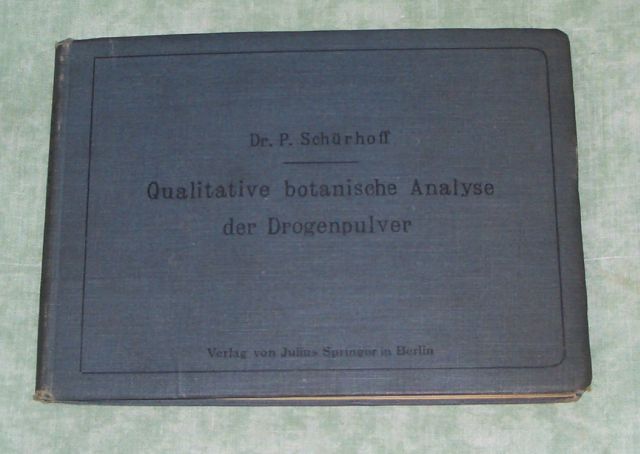 Dr. P. Schürhoff
Qualitative botanische Analyse
der Drogenpulver
Verlag von Julius Springer in Berlin